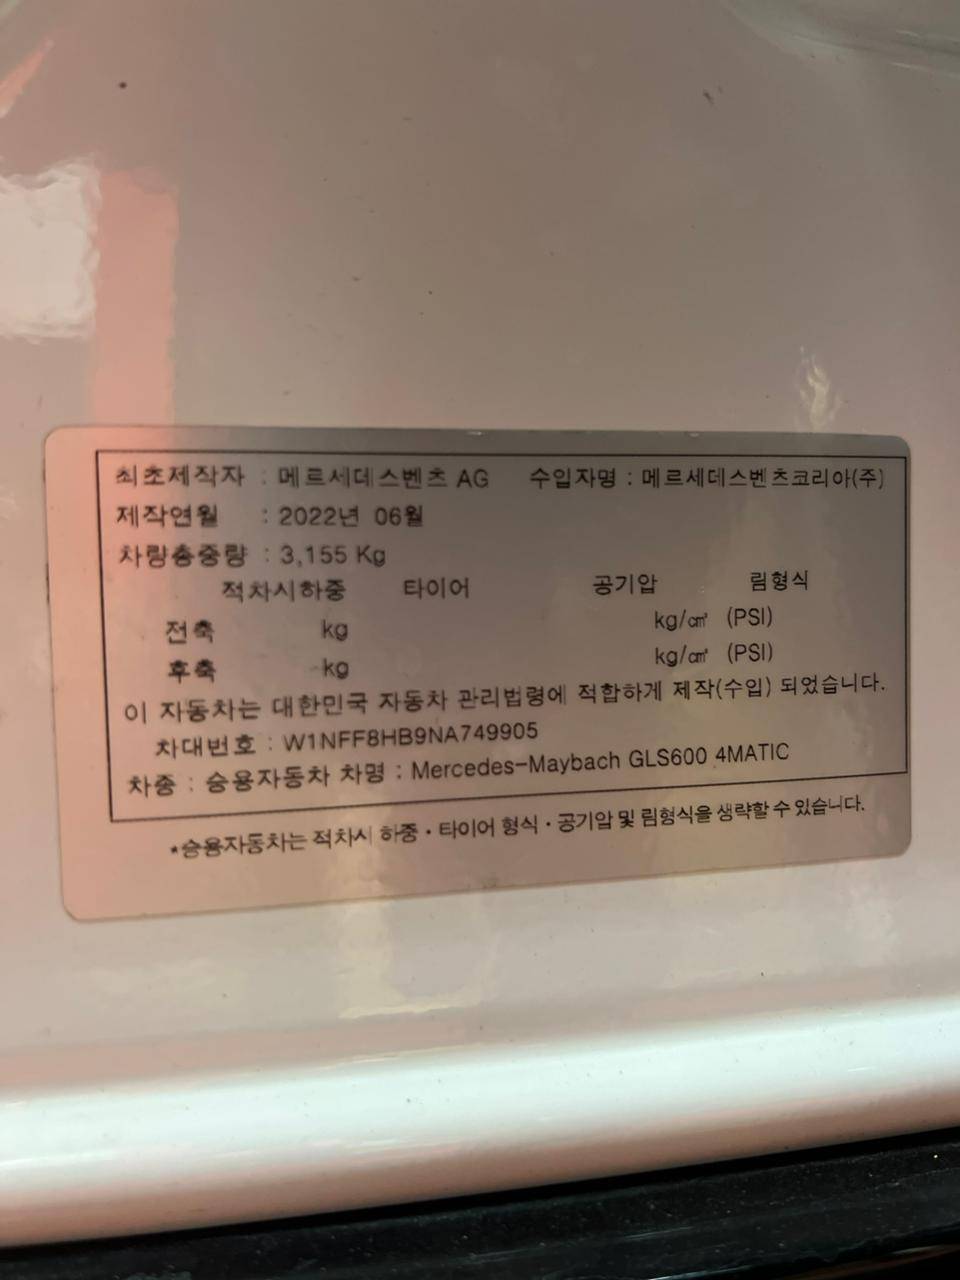 최초제작자 : 메르세데스벤츠 AG 수입자명 : 메르세데스벤츠코리아(주)
제작연월 : 2022년 06월
차량총중량 : 3,155 Kg
적차시하중 타이어 공기압 림형식
전축 kg kg/㎠ (PSI)
후축 kg kg/㎠ (PSI)
이 자동차는 대한민국 자동차 관리법령에 적합하게 제작(수입) 되었습니다.
차대번호 : W1NFF8HB9NA749905
차종 : 승용자동차 차명 : Mercedes-Maybach GLS600 4MATIC
*승용자동차는 적차시 하중·타이어 형식·공기압 및 림형식을 생략할 수 있습니다.